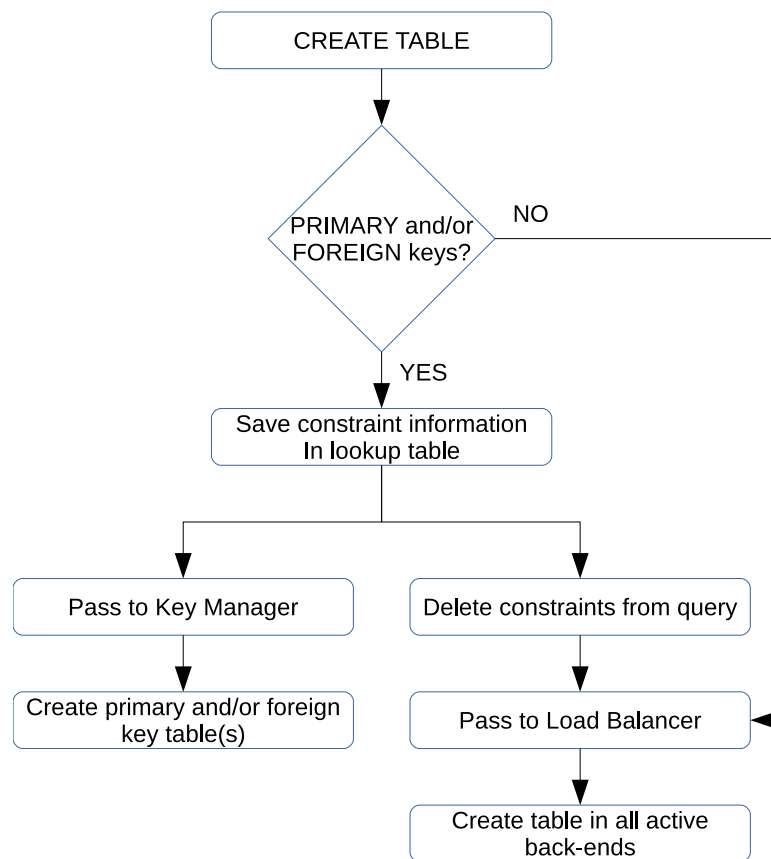 CREATE TABLE
PRIMARY and/or
FOREIGN keys?
NO
YES
Save constraint information
In lookup table
Pass to Key Manager
Delete constraints from query
Create primary and/or foreign
key table(s)
Pass to Load Balancer
Create table in all active
back-ends